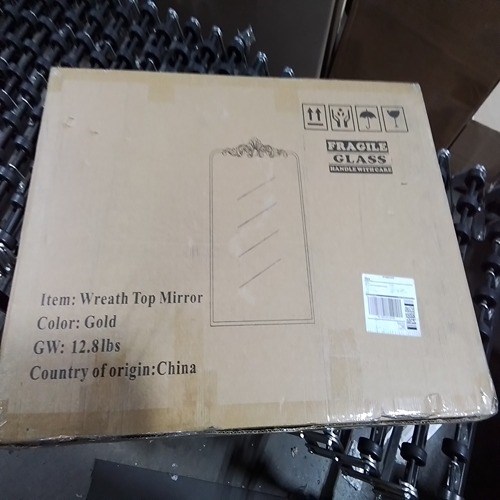 FRAGILE
GLASS
HANDLE WITH CARE
Item: Wreath Top Mirror
Color: Gold
GW: 12.8lbs
Country of origin:China